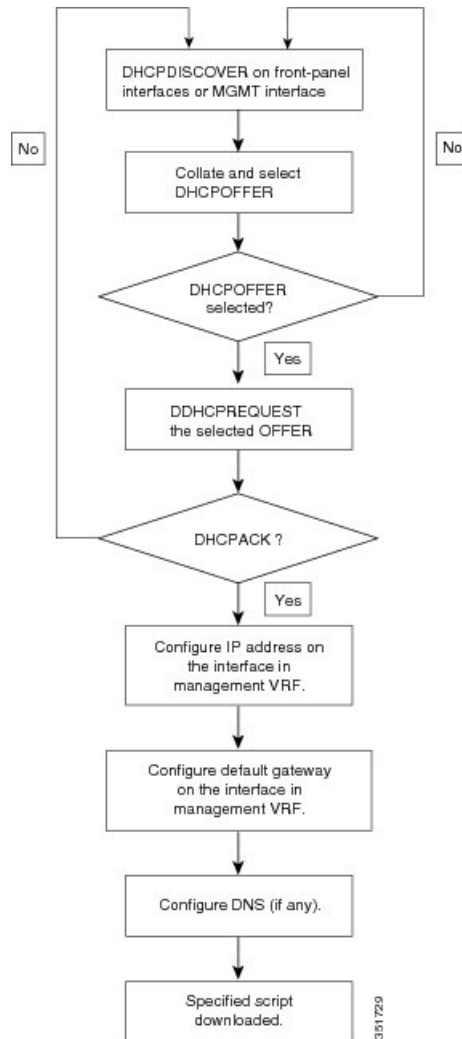 DHCPDISCOVER on front-panel
interfaces or MGMT interface
No
No
Collate and select
DHCPOFFER
DHCPOFFER
selected?
Yes
DDHCPREQUEST
the selected OFFER
DHCPACK ?
Yes
Configure IP address on
the interface in
management VRF.
Configure default gateway
on the interface in
management VRF.
Configure DNS (if any).
Specified script
downloaded.
351729